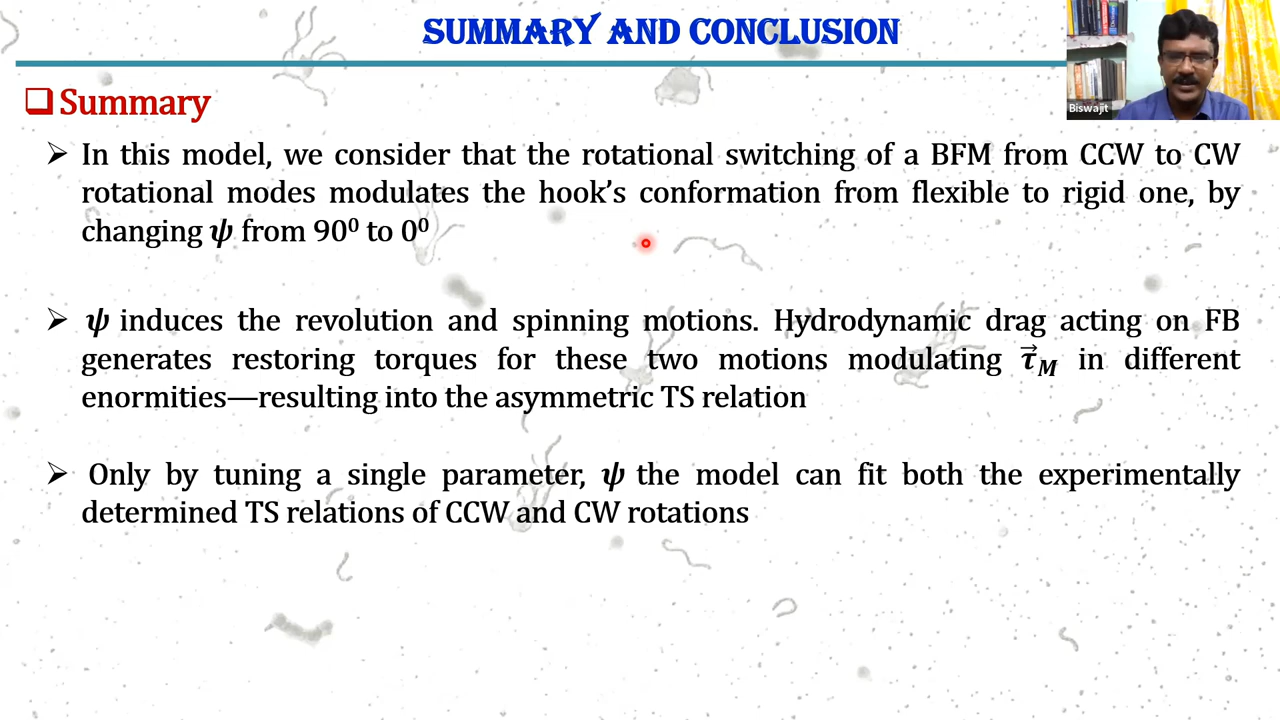 SUMMARY AND CONCLUSION
Biswajit
❑ Summary
➢ In this model, we consider that the rotational switching of a BFM from CCW to CW
rotational modes modulates the hook’s conformation from flexible to rigid one, by
changing 𝝍 from 90⁰ to 0⁰
➢ 𝝍 induces the revolution and spinning motions. Hydrodynamic drag acting on FB
generates restoring torques for these two motions modulating τ⃗_M in different
enormities—resulting into the asymmetric TS relation
➢ Only by tuning a single parameter, 𝝍 the model can fit both the experimentally
determined TS relations of CCW and CW rotations